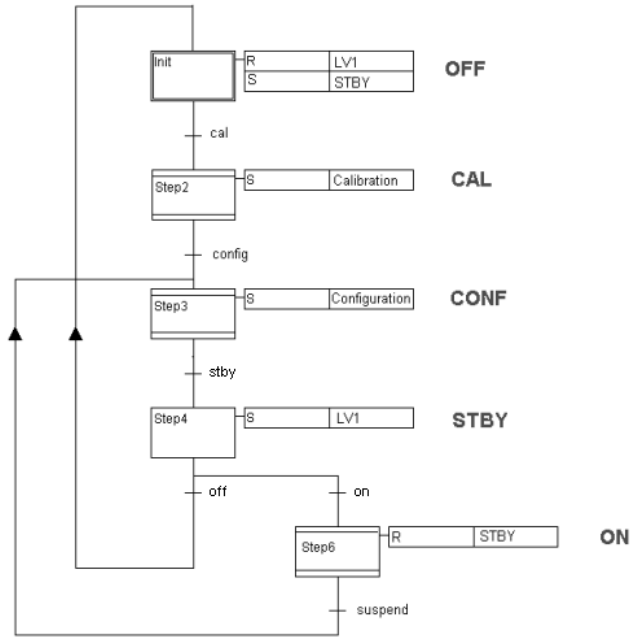 Init
R LV1
S STBY
OFF
cal
Step2
S Calibration
CAL
config
Step3
S Configuration
CONF
stby
Step4
S LV1
STBY
off
on
Step6
R STBY
ON
suspend